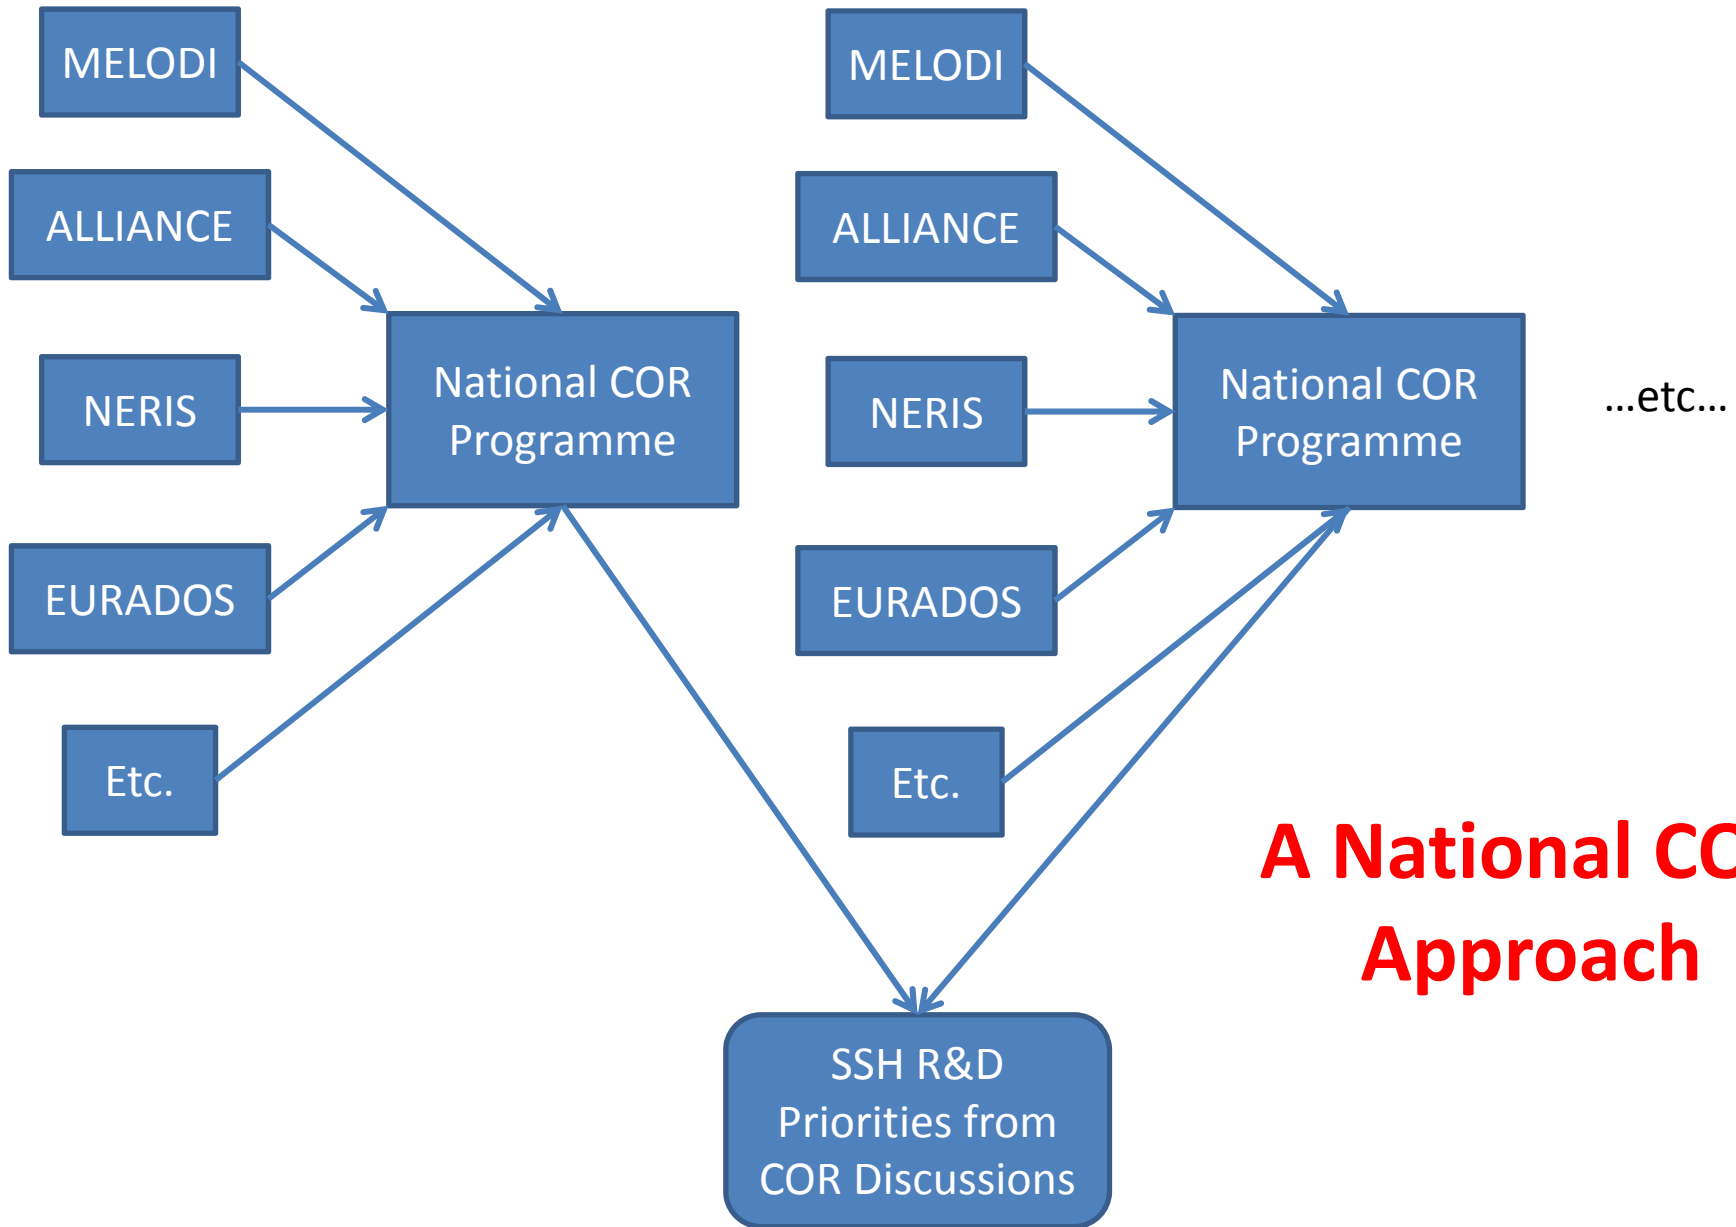 MELODI
ALLIANCE
NERIS
EURADOS
Etc.
National COR
Programme
MELODI
ALLIANCE
NERIS
EURADOS
Etc.
National COR
Programme
...etc...
A National
Approach
SSH R&D
Priorities from
COR Discussions